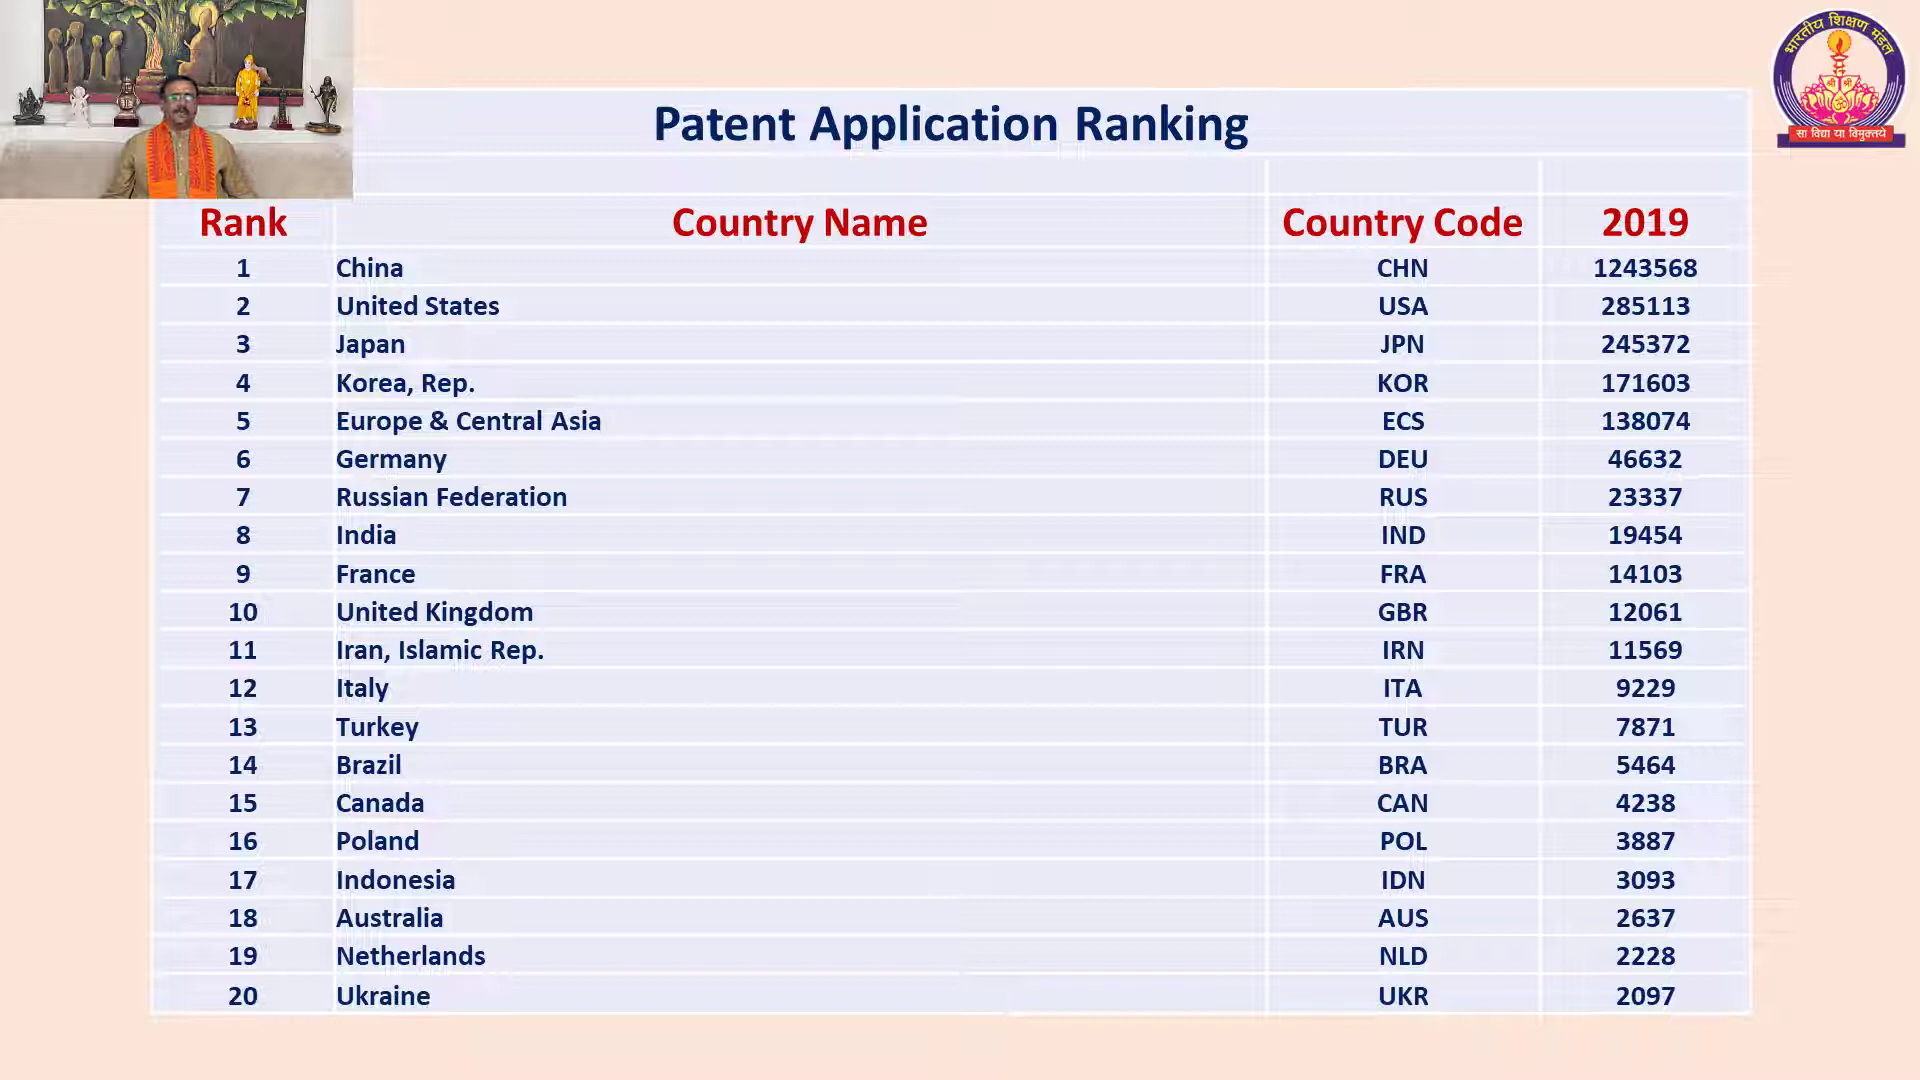 भारतीय शिक्षण मंडल
सा विद्या या विमुक्तये
Patent Application Ranking
Rank Country Name Country Code 2019
1 China CHN 1243568
2 United States USA 285113
3 Japan JPN 245372
4 Korea, Rep. KOR 171603
5 Europe & Central Asia ECS 138074
6 Germany DEU 46632
7 Russian Federation RUS 23337
8 India IND 19454
9 France FRA 14103
10 United Kingdom GBR 12061
11 Iran, Islamic Rep. IRN 11569
12 Italy ITA 9229
13 Turkey TUR 7871
14 Brazil BRA 5464
15 Canada CAN 4238
16 Poland POL 3887
17 Indonesia IDN 3093
18 Australia AUS 2637
19 Netherlands NLD 2228
20 Ukraine UKR 2097